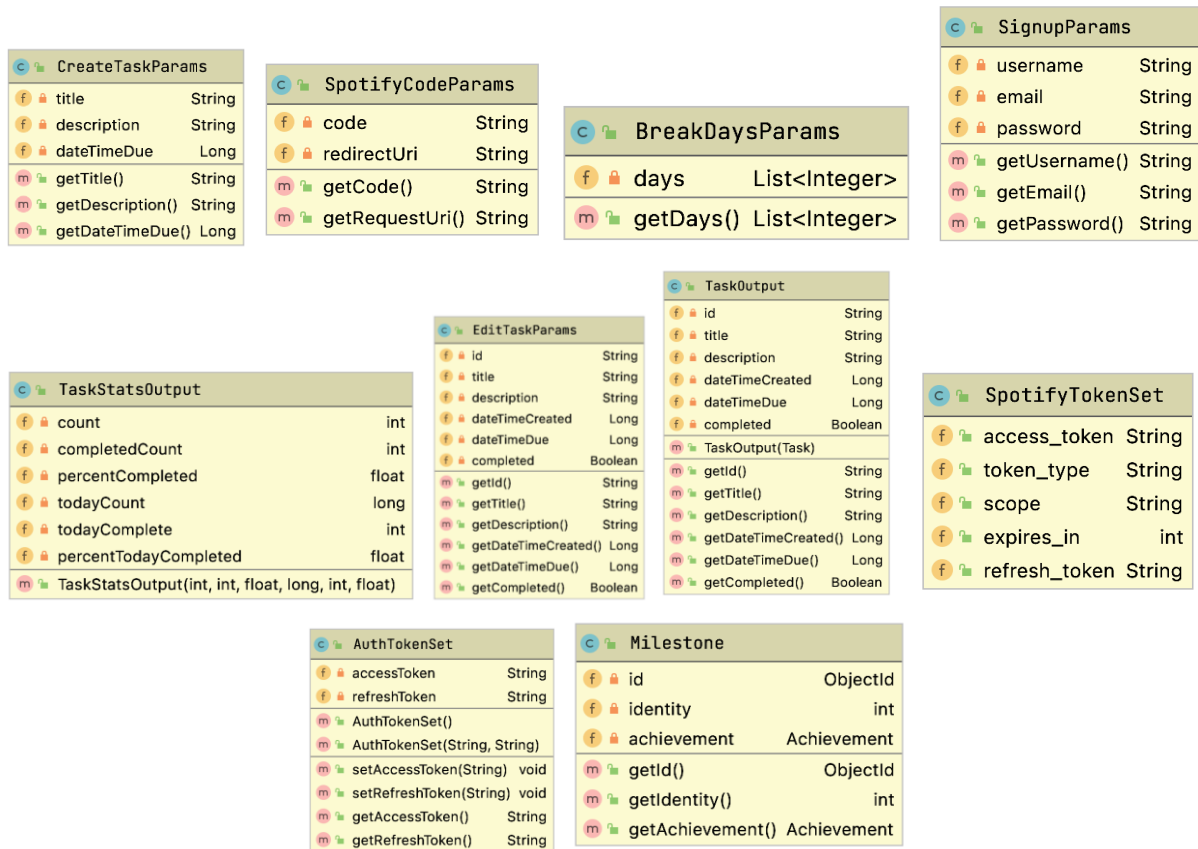 CreateTaskParams
title String
description String
dateTimeDue Long
getTitle() String
getDescription() String
getDateTimeDue() Long
SpotifyCodeParams
code String
redirectUri String
getCode() String
getRequestUri() String
BreakDaysParams
days List<Integer>
getDays() List<Integer>
SignupParams
username String
email String
password String
getUsername() String
getEmail() String
getPassword() String
TaskStatsOutput
count int
completedCount int
percentCompleted float
todayCount long
todayComplete int
percentTodayCompleted float
TaskStatsOutput(int, int, float, long, int, float)
EditTaskParams
id String
title String
description String
dateTimeCreated Long
dateTimeDue Long
completed Boolean
getId() String
getTitle() String
getDescription() String
getDateTimeCreated() Long
getDateTimeDue() Long
getCompleted() Boolean
TaskOutput
id String
title String
description String
dateTimeCreated Long
dateTimeDue Long
completed Boolean
TaskOutput(Task)
getId() String
getTitle() String
getDescription() String
getDateTimeCreated() Long
getDateTimeDue() Long
getCompleted() Boolean
SpotifyTokenSet
access_token String
token_type String
scope String
expires_in int
refresh_token String
AuthTokenSet
accessToken String
refreshToken String
AuthTokenSet()
AuthTokenSet(String, String)
setAccessToken(String) void
setRefreshToken(String) void
getAccessToken() String
getRefreshToken() String
Milestone
id ObjectId
identity int
achievement Achievement
getId() ObjectId
getIdentity() int
getAchievement() Achievement